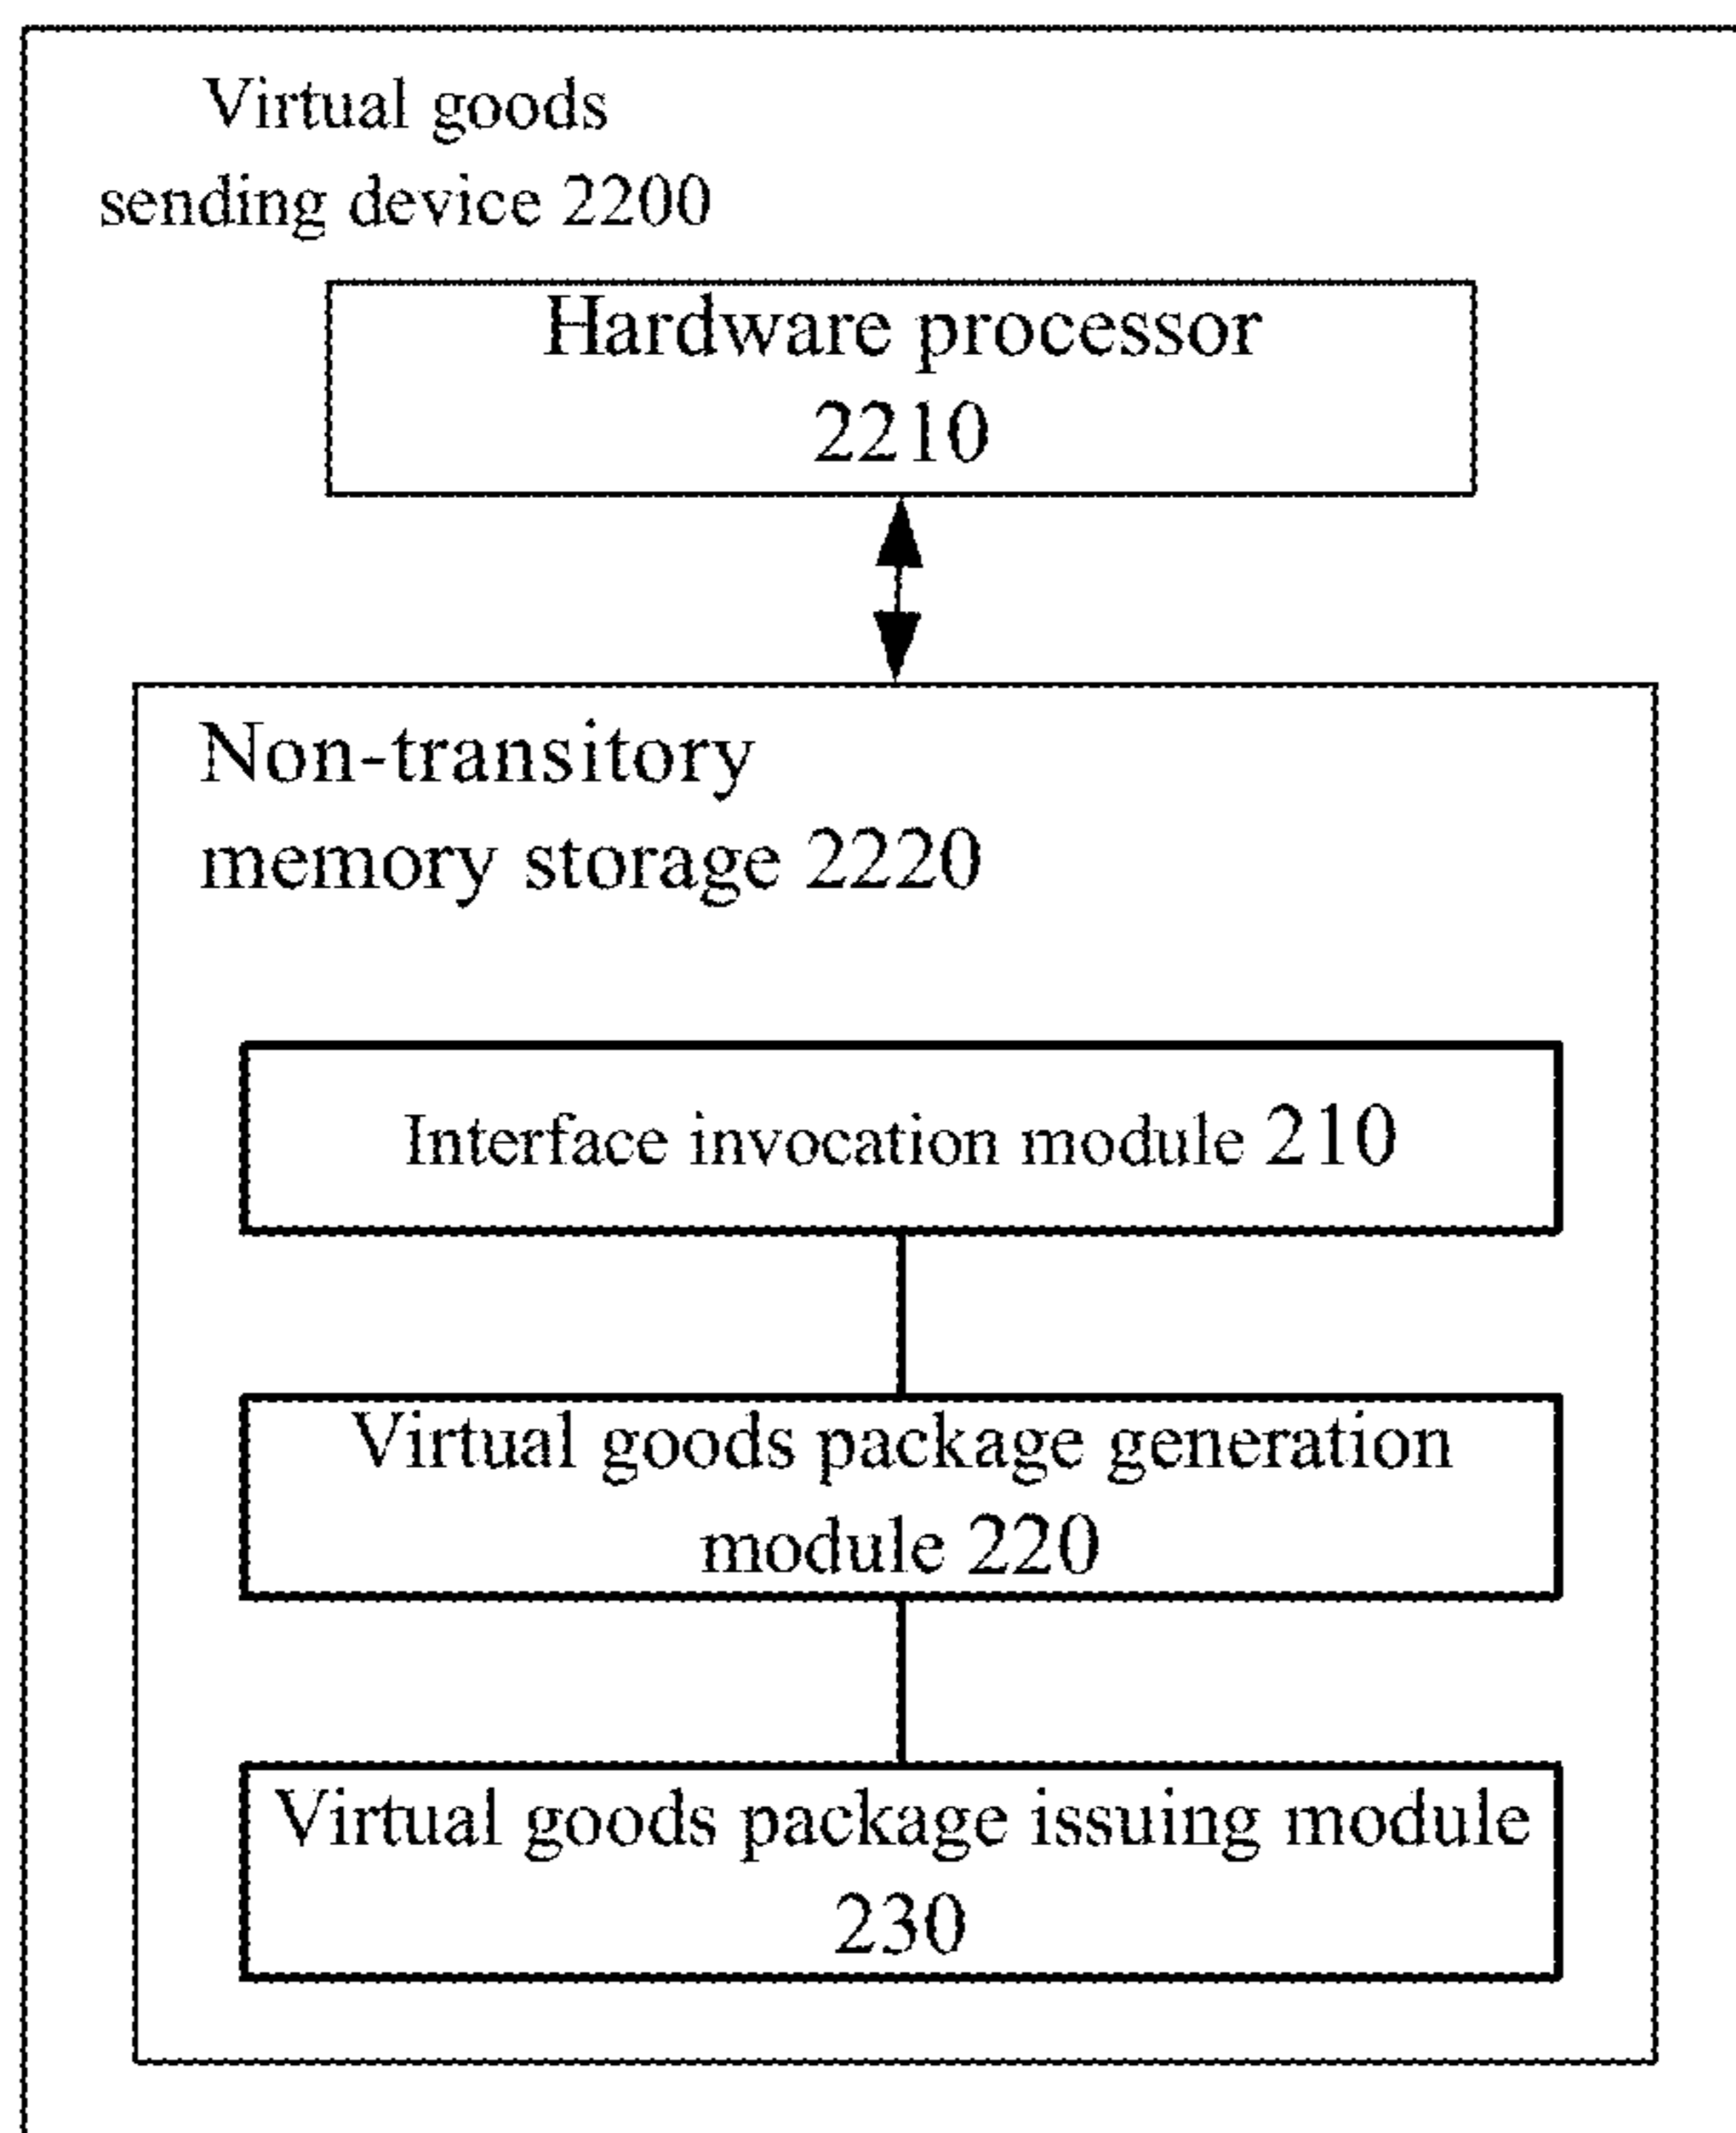 Virtual goods
sending device 2200
Hardware processor
2210
Non-transitory
memory storage 2220
Interface invocation module 210
Virtual goods package generation
module 220
Virtual goods package issuing module
230